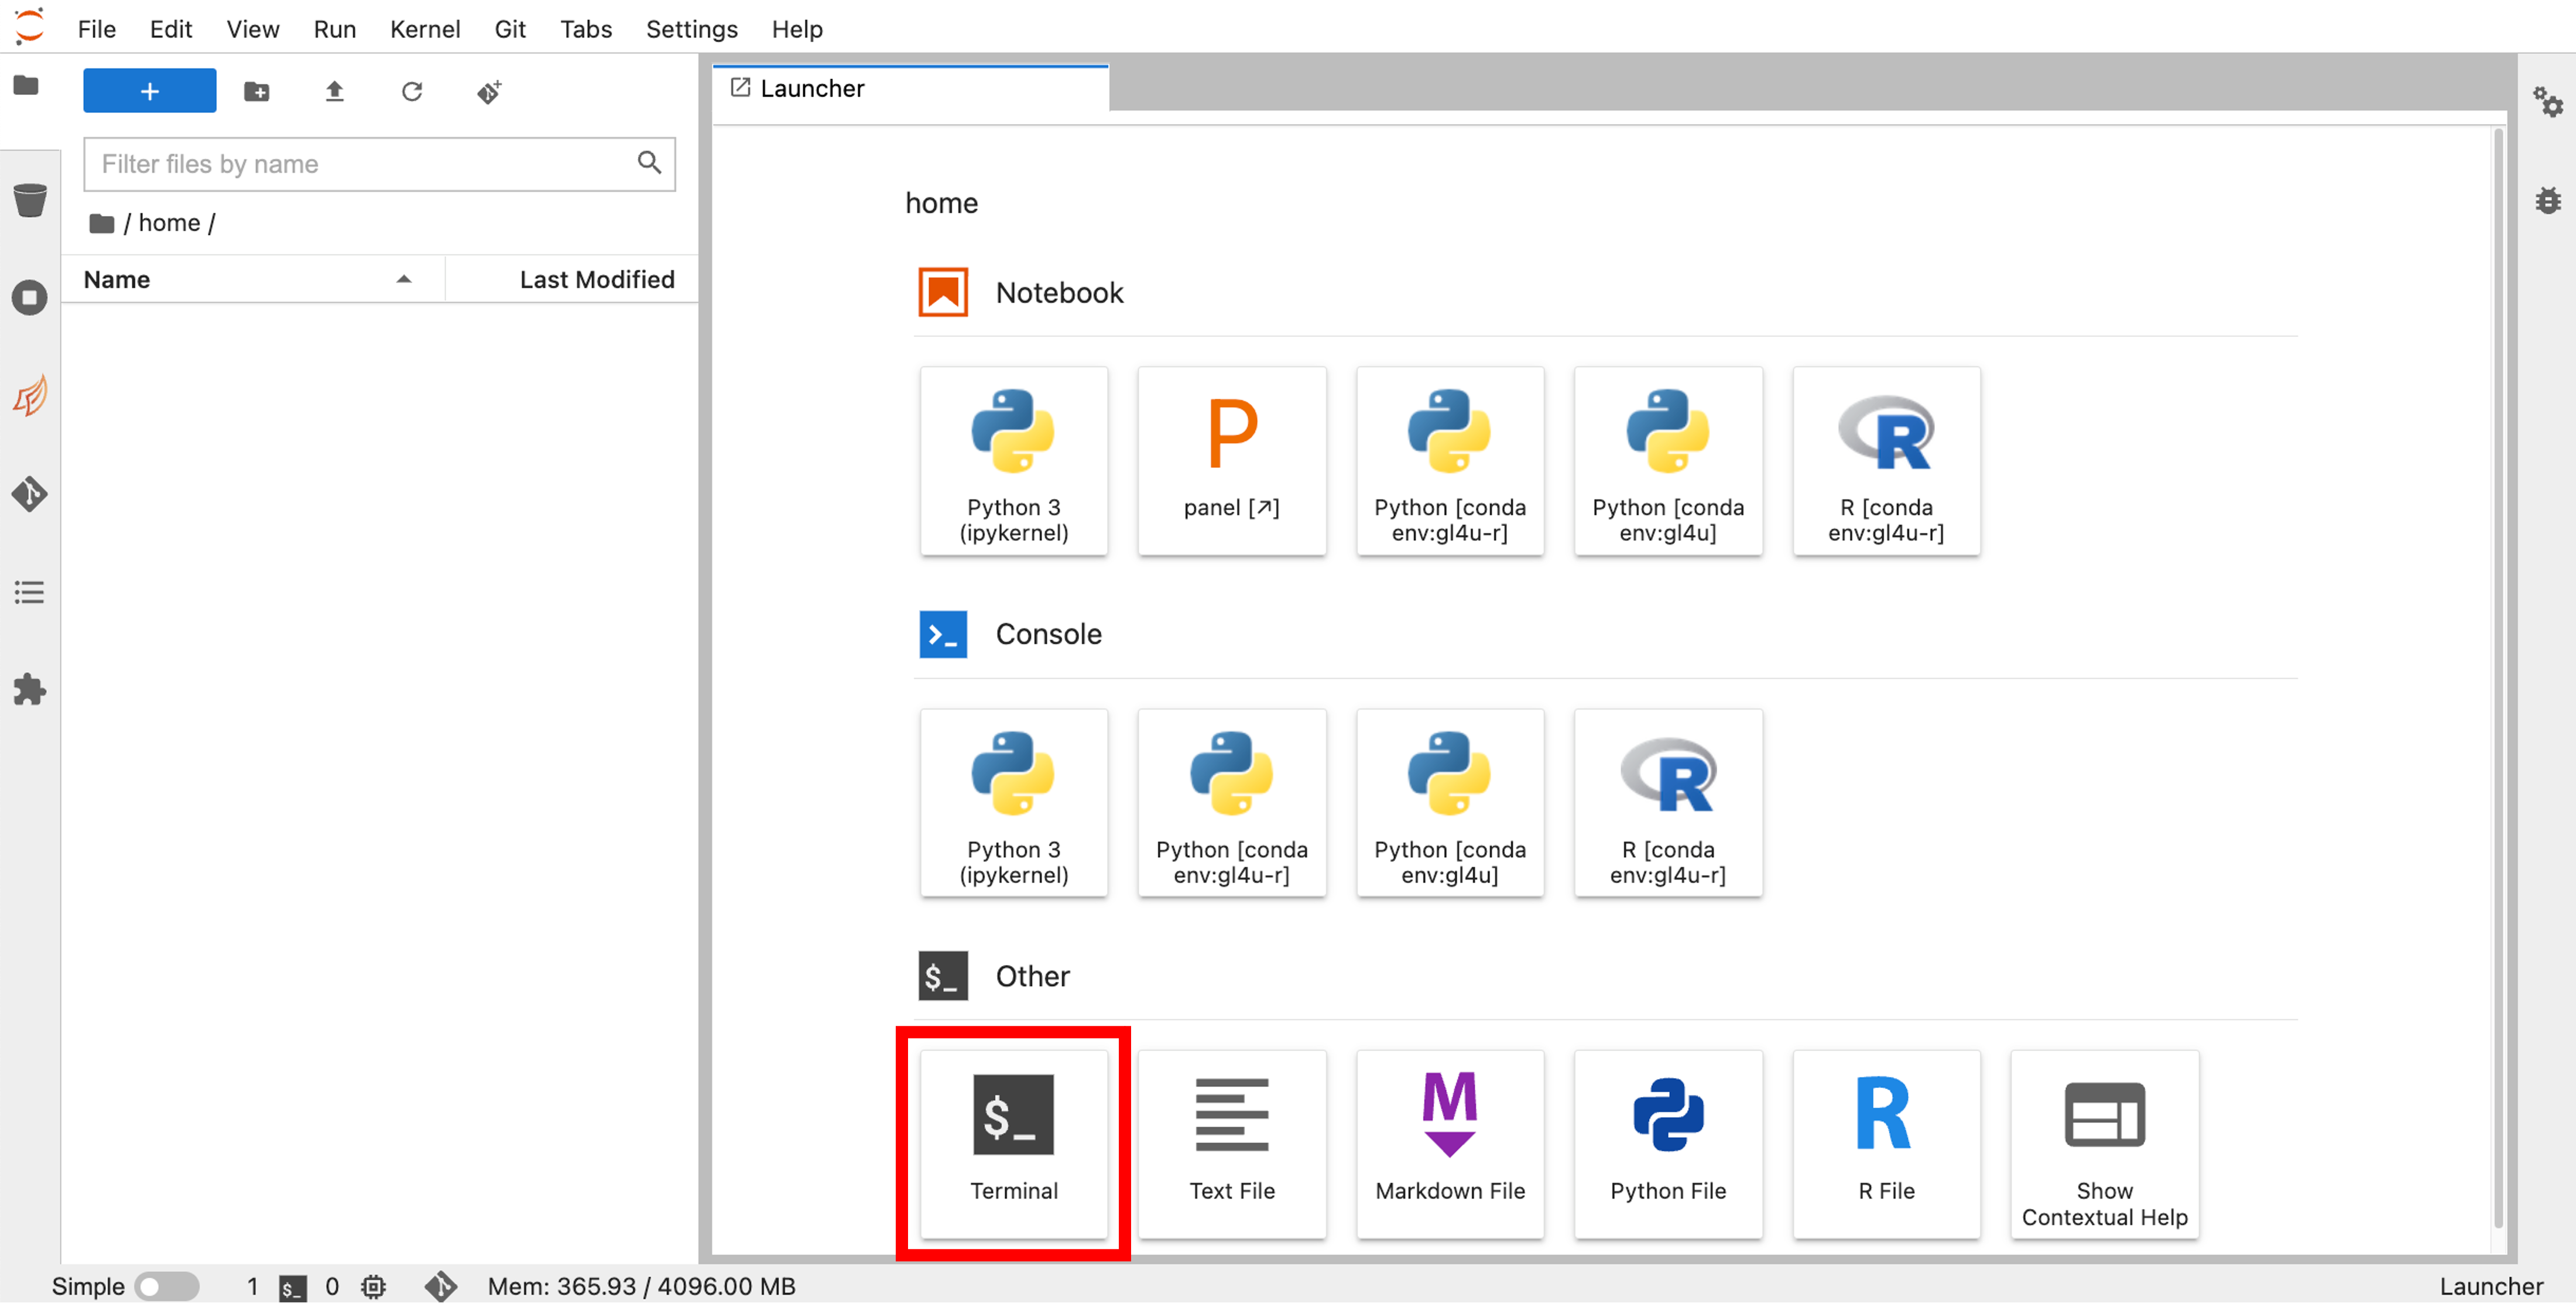 File Edit View Run Kernel Git Tabs Settings Help
Launcher
Filter files by name
/ home /
Name Last Modified
home
Notebook
Python 3
(ipykernel)
panel [↗]
Python [conda
env:gl4u-r]
Python [conda
env:gl4u]
R [conda
env:gl4u-r]
Console
Python 3
(ipykernel)
Python [conda
env:gl4u-r]
Python [conda
env:gl4u]
R [conda
env:gl4u-r]
$_ Other
$_
Terminal
Text File
M
Markdown File
Python File
R
R File
Show
Contextual Help
Simple 1 $_ 0 Mem: 365.93 / 4096.00 MB Launcher